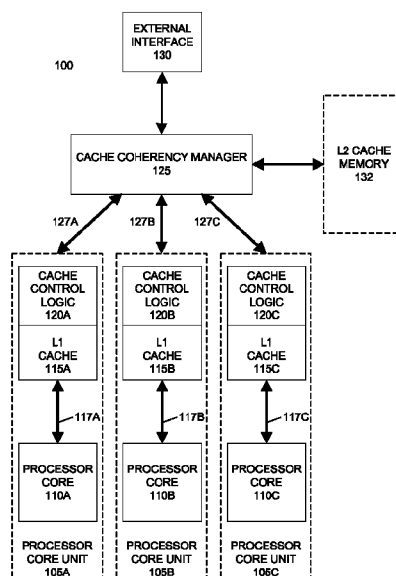 EXTERNAL
INTERFACE
130
100
CACHE COHERENCY MANAGER
125
L2 CACHE
MEMORY
132
127A
127B
127C
CACHE
CONTROL
LOGIC
120A
L1
CACHE
115A
117A
PROCESSOR
CORE
110A
PROCESSOR
CORE UNIT
105A
CACHE
CONTROL
LOGIC
120B
L1
CACHE
115B
117B
PROCESSOR
CORE
110B
PROCESSOR
CORE UNIT
105B
CACHE
CONTROL
LOGIC
120C
L1
CACHE
115C
117C
PROCESSOR
CORE
110C
PROCESSOR
CORE UNIT
105C